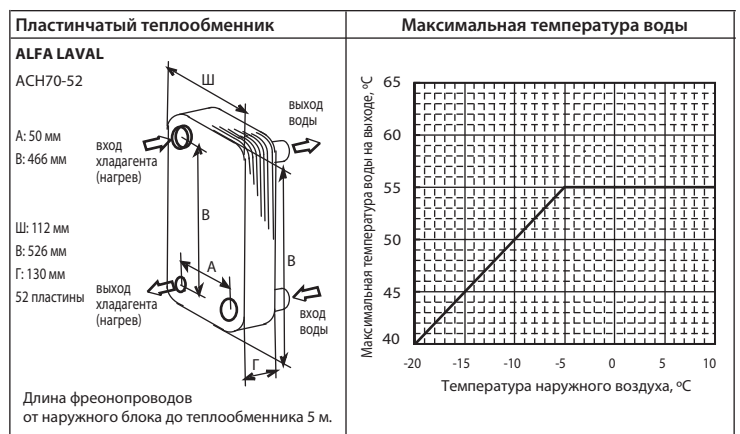 Пластинчатый теплообменник
Максимальная температура воды
ALFA LAVAL
ACH70-52
А: 50 мм
В: 466 мм
Ш: 112 мм
В: 526 мм
Г: 130 мм
52 пластины
Ш
выход
воды
вход
хладагента
(нагрев)
В
А
В
выход
хладагента
(нагрев)
вход
воды
Г
Длина фреонопроводов
от наружного блока до теплообменника 5 м.
Максимальная температура воды на выходе, ºС
65
60
55
50
45
40
-20 -15 -10 -5 0 5 10
Температура наружного воздуха, ºС